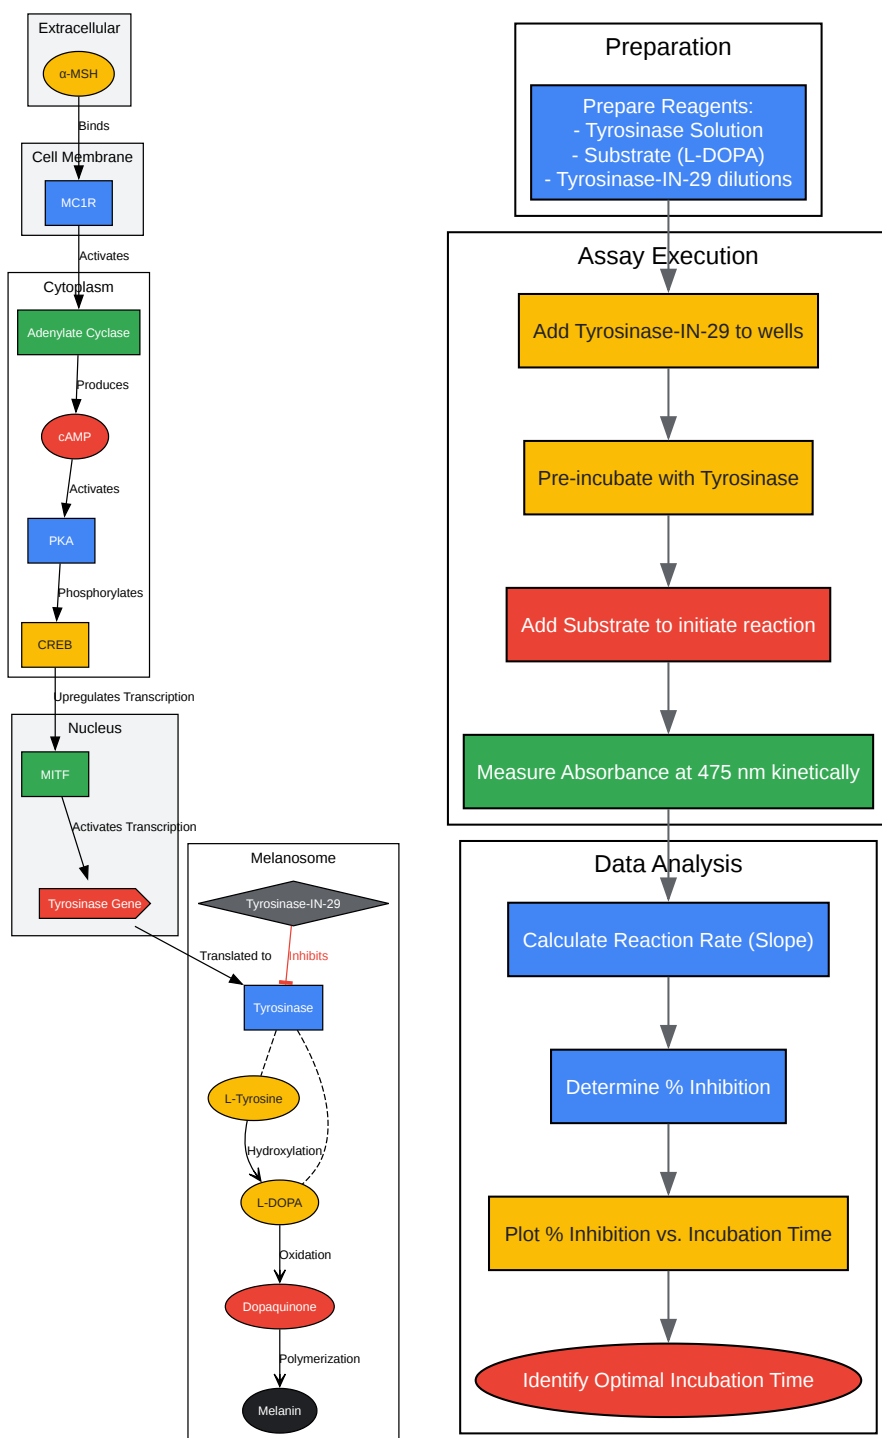 Extracellular
α-MSH
Binds
Cell Membrane
MC1R
Activates
Cytoplasm
Adenylate Cyclase
Produces
cAMP
Activates
PKA
Phosphorylates
CREB
Upregulates Transcription
Nucleus
MITF
Activates Transcription
Tyrosinase Gene
Melanosome
Tyrosinase-IN-29
Translated to
Inhibits
Tyrosinase
L-Tyrosine
Hydroxylation
L-DOPA
Oxidation
Dopaquinone
Polymerization
Melanin
Preparation
Prepare Reagents:
- Tyrosinase Solution
- Substrate (L-DOPA)
- Tyrosinase-IN-29 dilutions
Assay Execution
Add Tyrosinase-IN-29 to wells
Pre-incubate with Tyrosinase
Add Substrate to initiate reaction
Measure Absorbance at 475 nm kinetically
Data Analysis
Calculate Reaction Rate (Slope)
Determine % Inhibition
Plot % Inhibition vs. Incubation Time
Identify Optimal Incubation Time